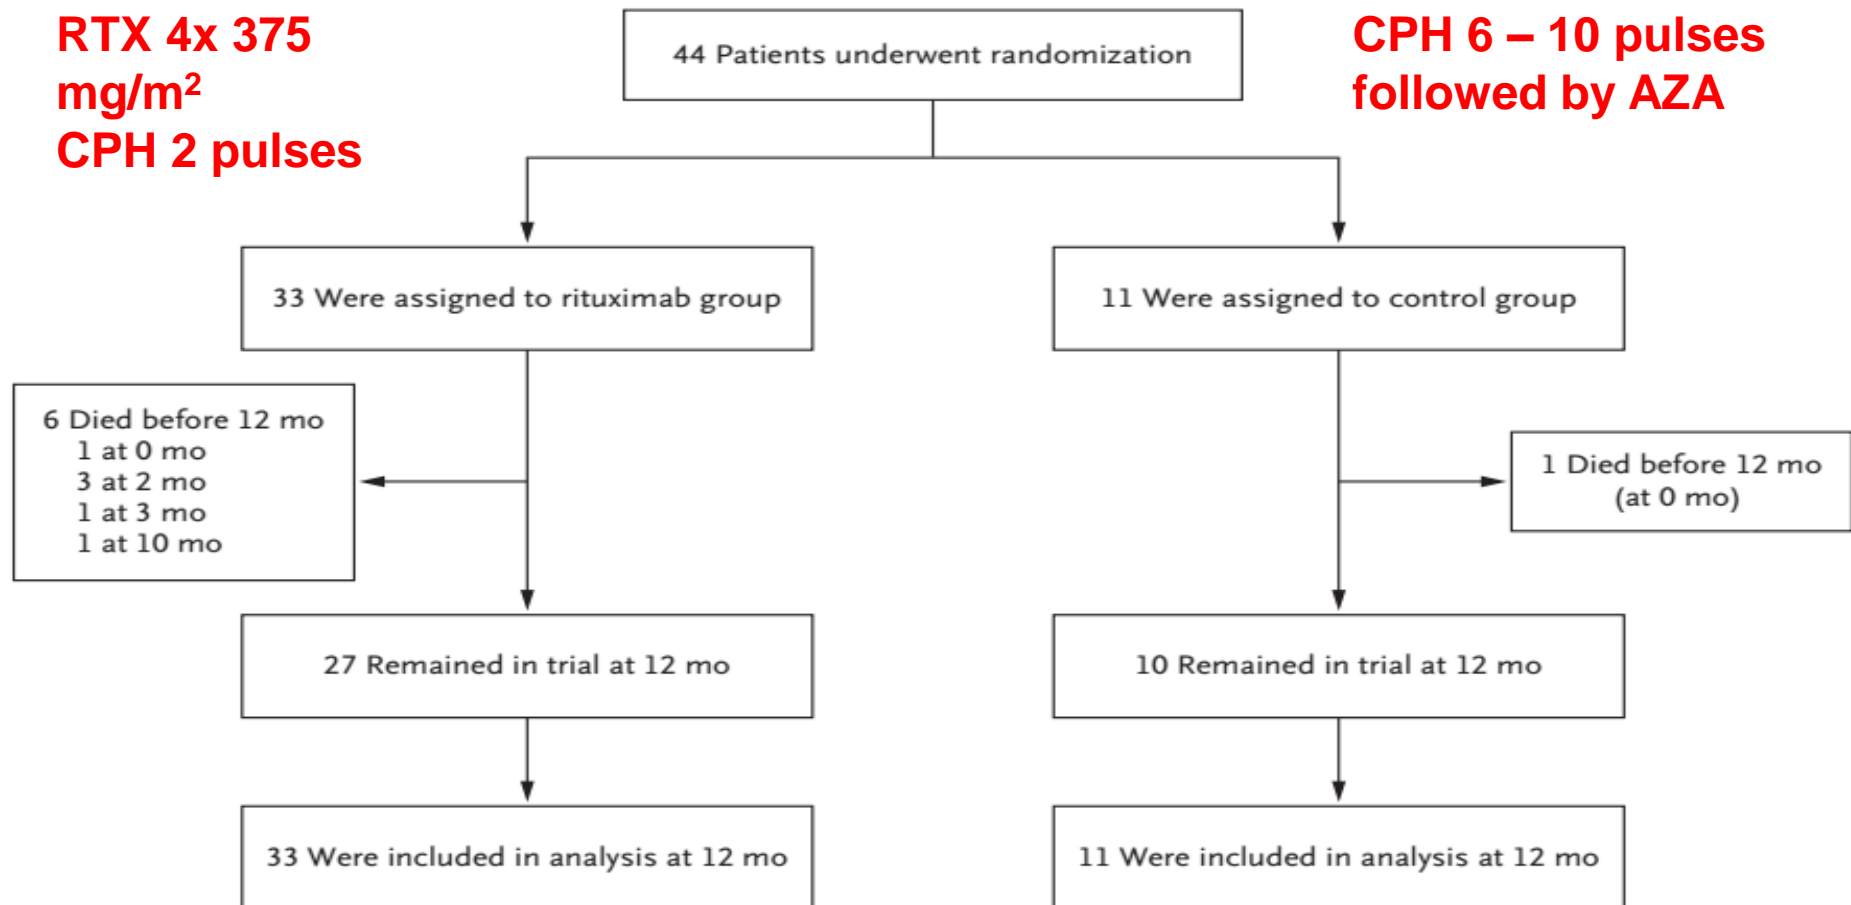 RTX 4x 375
mg/m²
CPH 2 pulses
44 Patients underwent randomization
CPH 6 – 10 pulses
followed by AZA
33 Were assigned to rituximab group
11 Were assigned to control group
6 Died before 12 mo
1 at 0 mo
3 at 2 mo
1 at 3 mo
1 at 10 mo
1 Died before 12 mo
(at 0 mo)
27 Remained in trial at 12 mo
10 Remained in trial at 12 mo
33 Were included in analysis at 12 mo
11 Were included in analysis at 12 mo